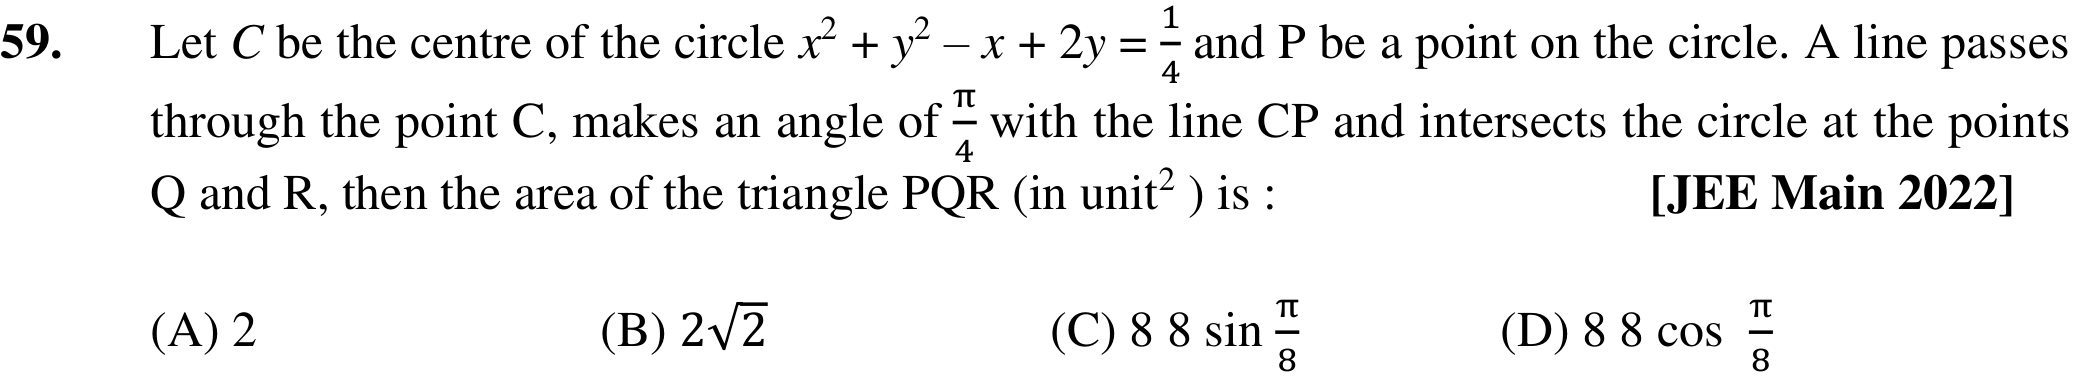 59. Let C be the centre of the circle x² + y² – x + 2y = 1/4 and P be a point on the circle. A line passes
through the point C, makes an angle of π/4 with the line CP and intersects the circle at the points
Q and R, then the area of the triangle PQR (in unit² ) is : [JEE Main 2022]
(A) 2 (B) 2√2 (C) 8 8 sin π/8 (D) 8 8 cos π/8